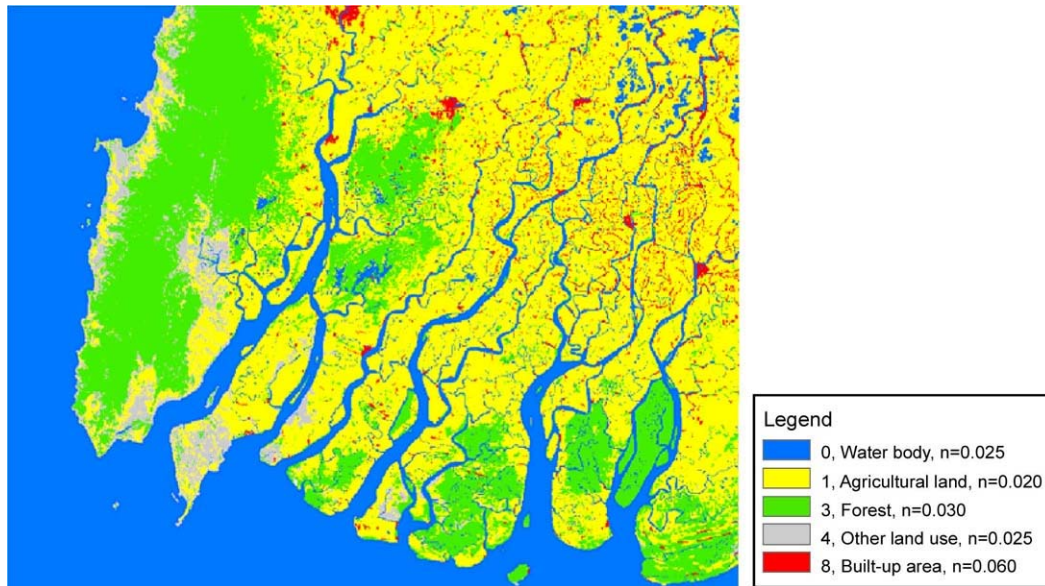 Legend
0, Water body, n=0.025
1, Agricultural land, n=0.020
3, Forest, n=0.030
4, Other land use, n=0.025
8, Built-up area, n=0.060